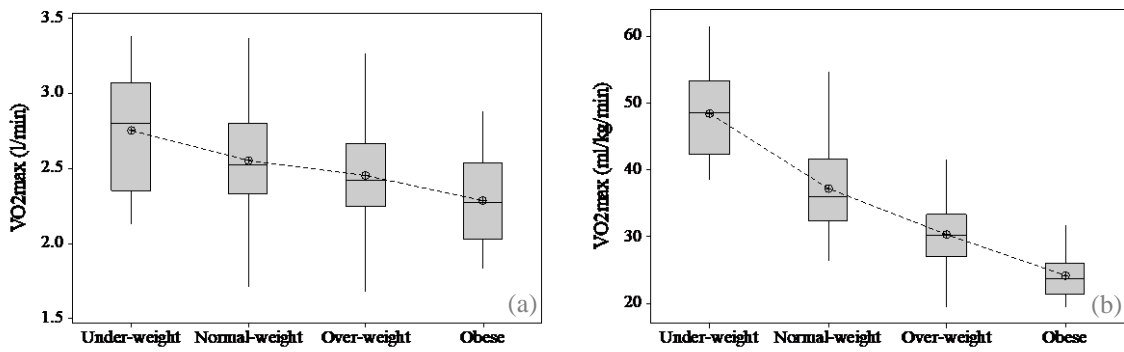 VO2max (l/min)
3.5
3.0
2.5
2.0
1.5
Under-weight Normal-weight Over-weight Obese
(a)
VO2max (ml/kg/min)
60
50
40
30
20
Under-weight Normal-weight Over-weight Obese
(b)